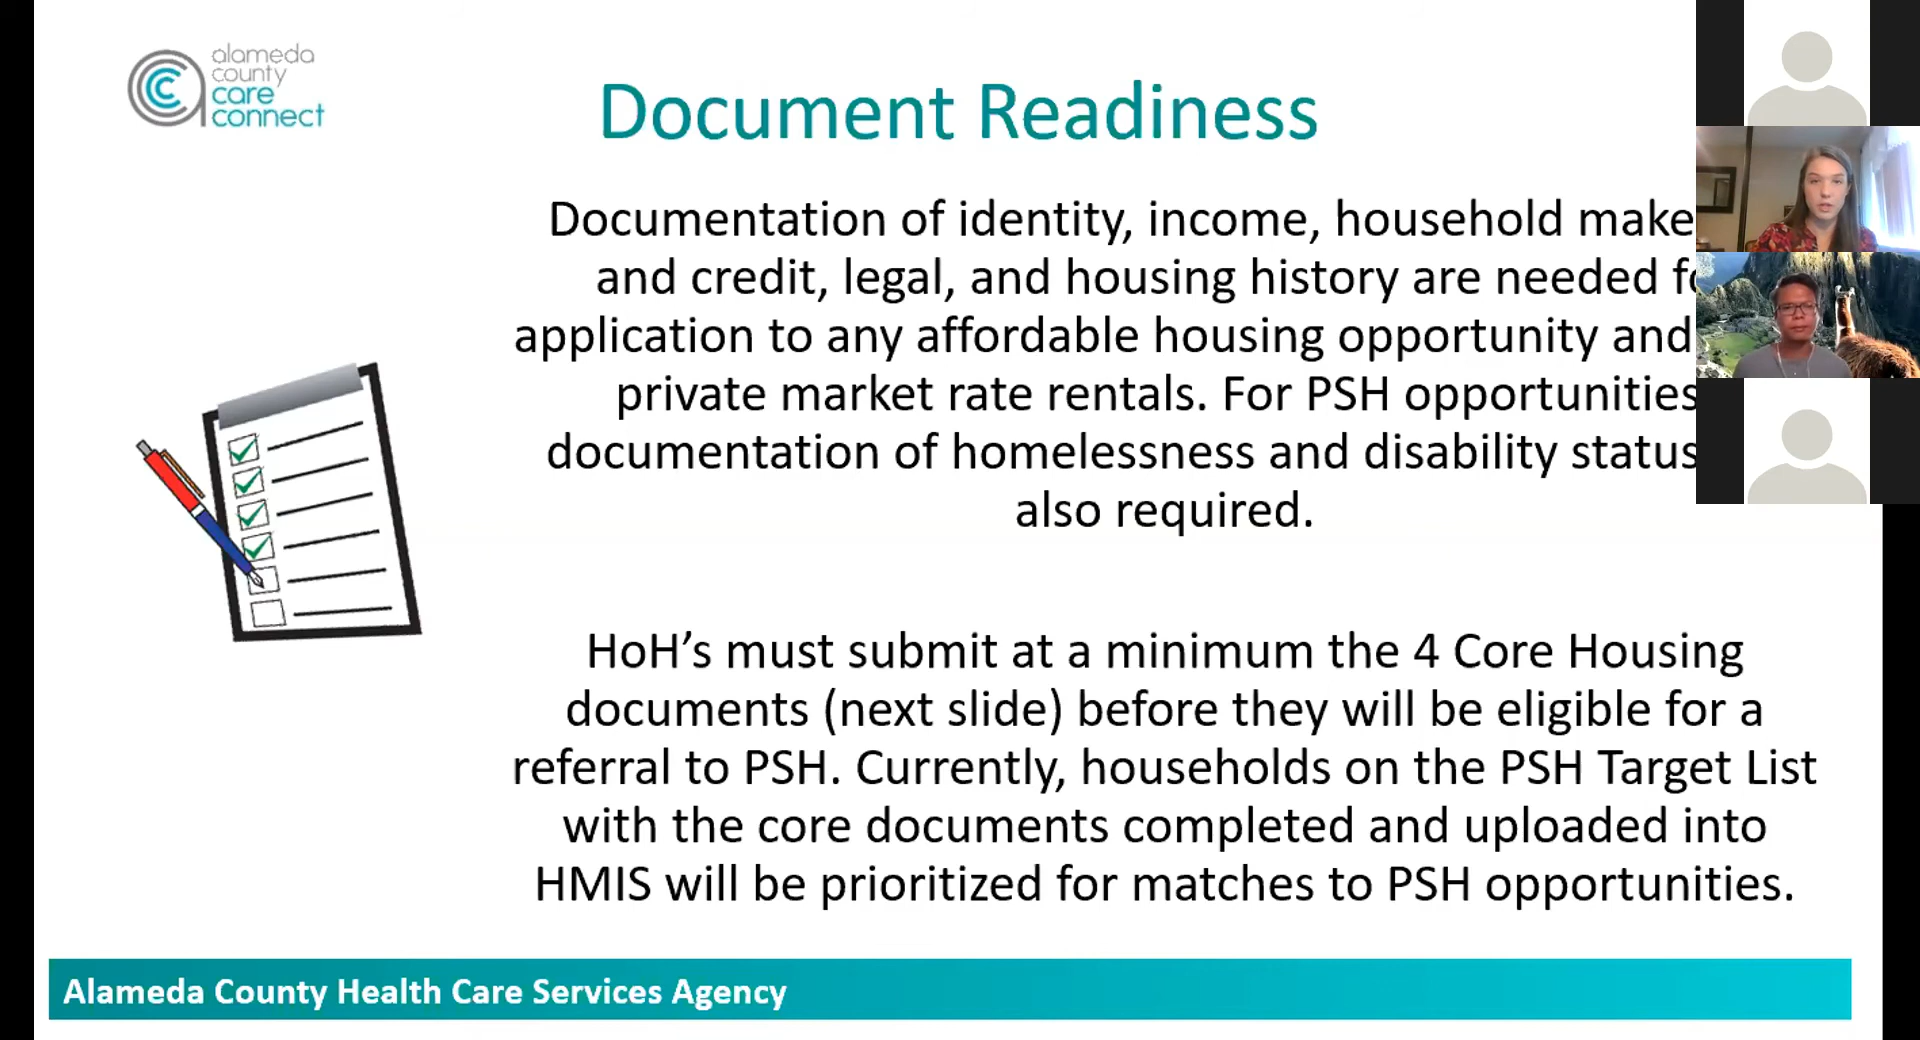 alameda
county
care
connect
Document Readiness
Documentation of identity, income, household make
and credit, legal, and housing history are needed
application to any affordable housing opportunity and
private market rate rentals. For PSH opportunities
documentation of homelessness and disability status
also required.
HoH’s must submit at a minimum the 4 Core Housing
documents (next slide) before they will be eligible for a
referral to PSH. Currently, households on the PSH Target List
with the core documents completed and uploaded into
HMIS will be prioritized for matches to PSH opportunities.
Alameda County Health Care Services Agency